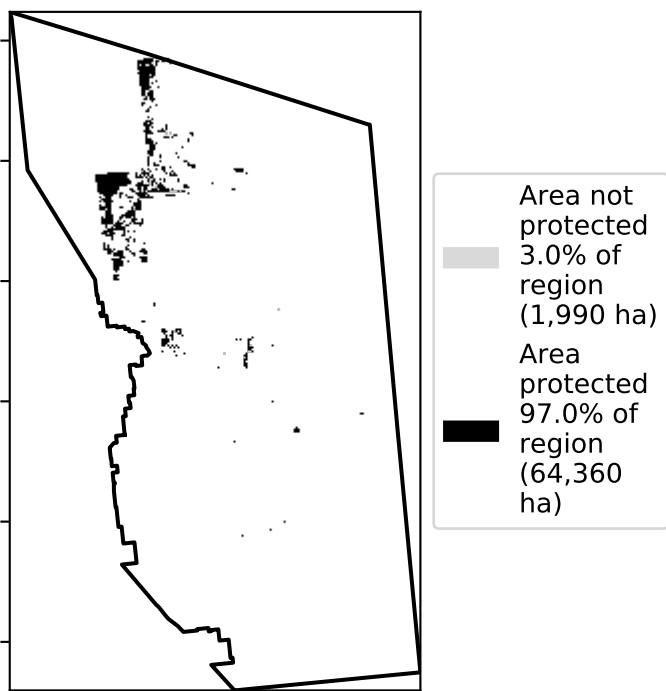 Area not
protected
3.0% of
region
(1,990 ha)
Area
protected
97.0% of
region
(64,360
ha)